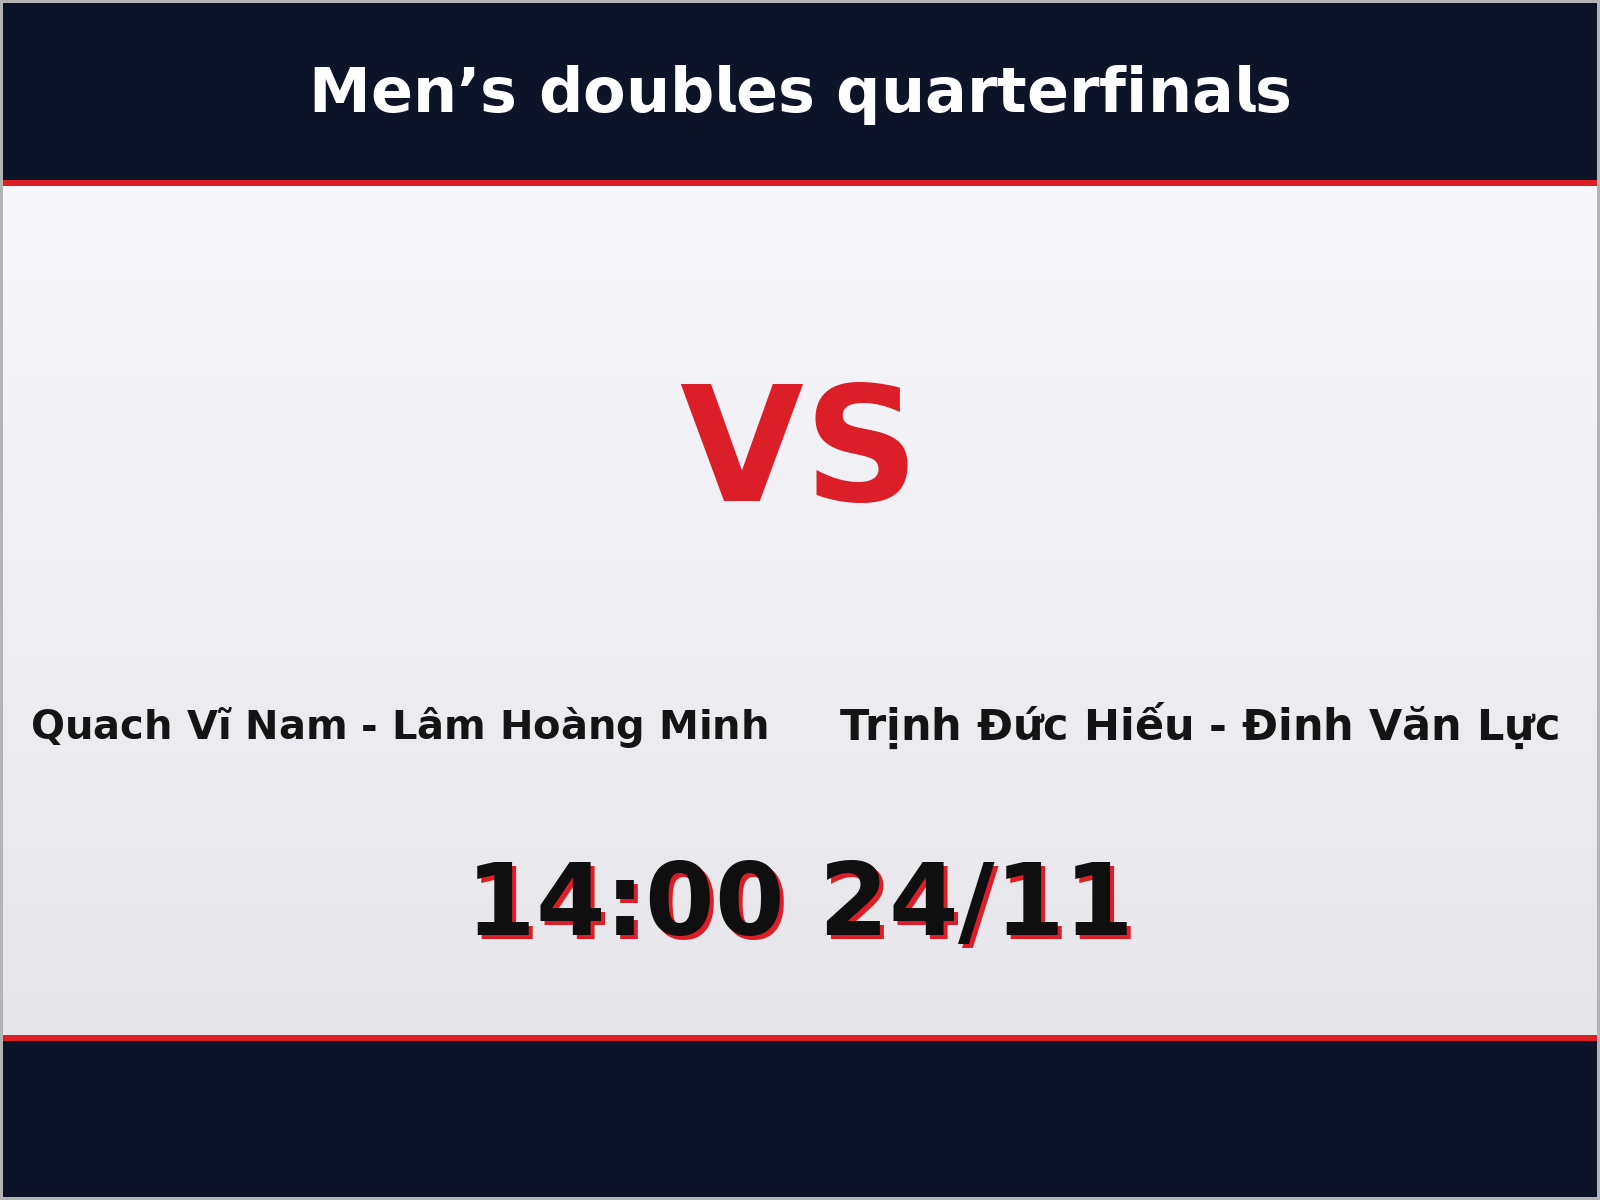 Men’s doubles quarterfinals
VS
Quach Vĩ Nam - Lâm Hoàng Minh
Trịnh Đức Hiếu - Đinh Văn Lực
14:00 24/11